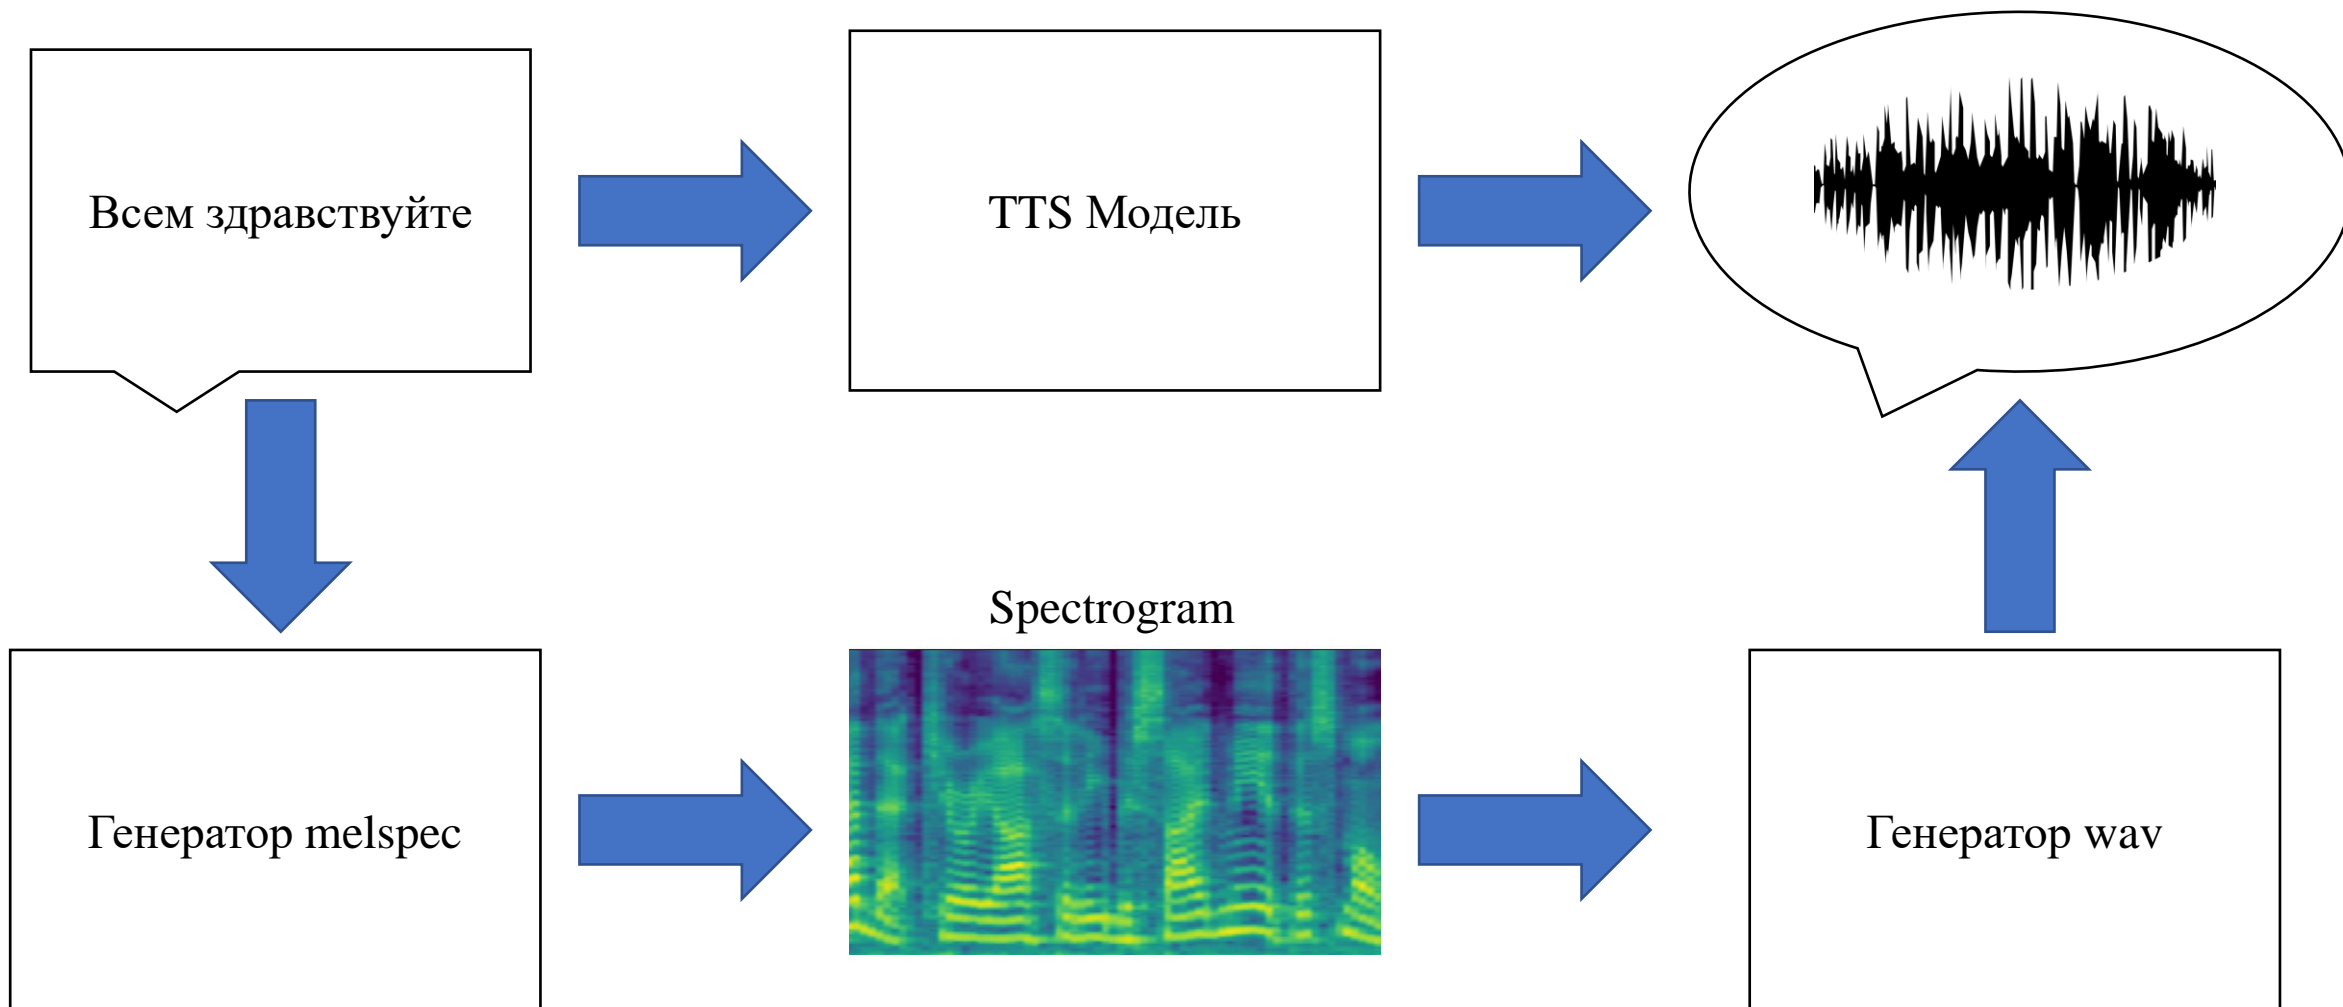 Всем здравствуйте
TTS Модель
Spectrogram
Генератор melspec
Генератор wav